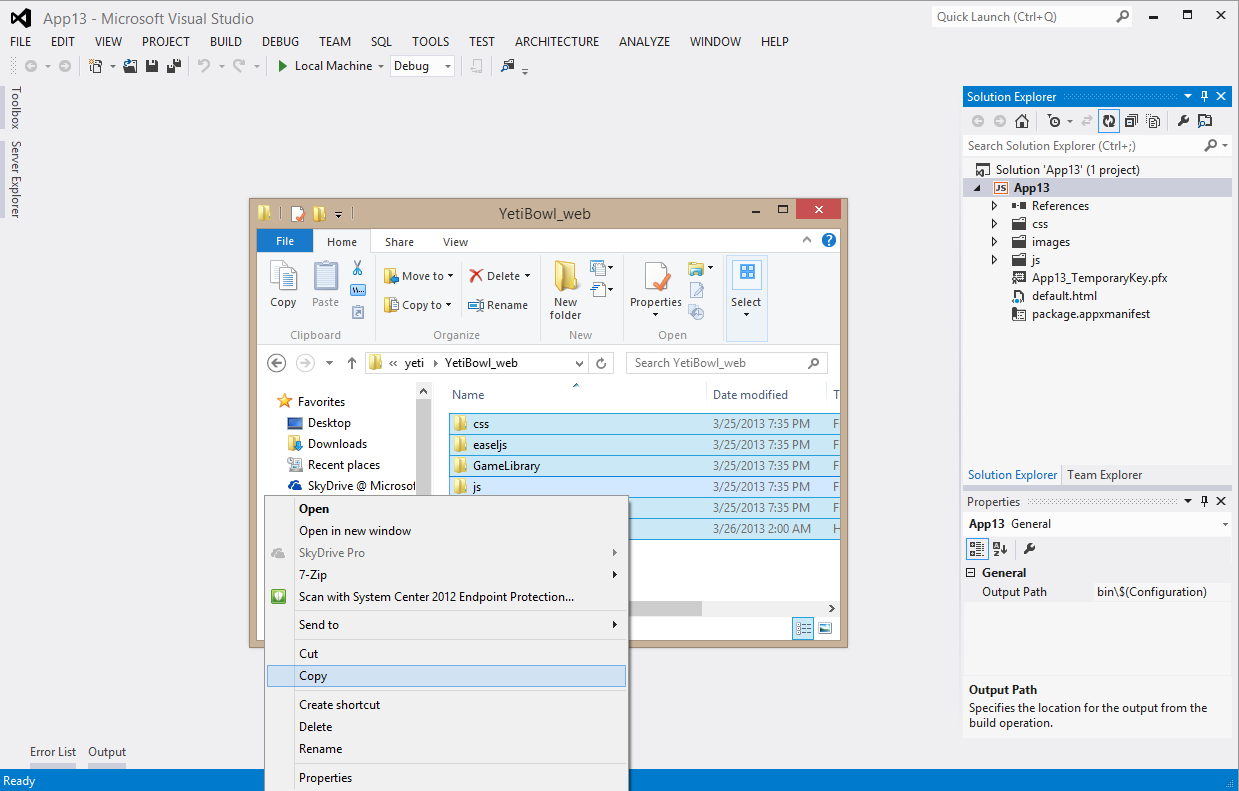 App13 - Microsoft Visual Studio
Quick Launch (Ctrl+Q)
FILE EDIT VIEW PROJECT BUILD DEBUG TEAM SQL TOOLS TEST ARCHITECTURE ANALYZE WINDOW HELP
Local Machine Debug
Toolbox
Server Explorer
YetiBowl_web
File Home Share View
Copy Paste
Move to Delete
Copy to Rename
New folder
Properties
Select
Clipboard Organize New Open
« yeti YetiBowl_web
Search YetiBowl_web
Favorites
Desktop
Downloads
Recent places
SkyDrive @ Microsof
Name Date modified T
css 3/25/2013 7:35 PM F
easeljs 3/25/2013 7:35 PM F
GameLibrary 3/25/2013 7:35 PM F
js 3/25/2013 7:35 PM F
3/25/2013 7:35 PM F
3/26/2013 2:00 AM H
Open
Open in new window
SkyDrive Pro
7-Zip
Scan with System Center 2012 Endpoint Protection...
Send to
Cut
Copy
Create shortcut
Delete
Rename
Properties
Solution Explorer
Search Solution Explorer (Ctrl+;)
Solution 'App13' (1 project)
JS App13
References
css
images
js
App13_TemporaryKey.pfx
default.html
package.appxmanifest
Solution Explorer Team Explorer
Properties
App13 General
General
Output Path bin\$(Configuration)
Output Path
Specifies the location for the output from the
build operation.
Error List Output
Ready